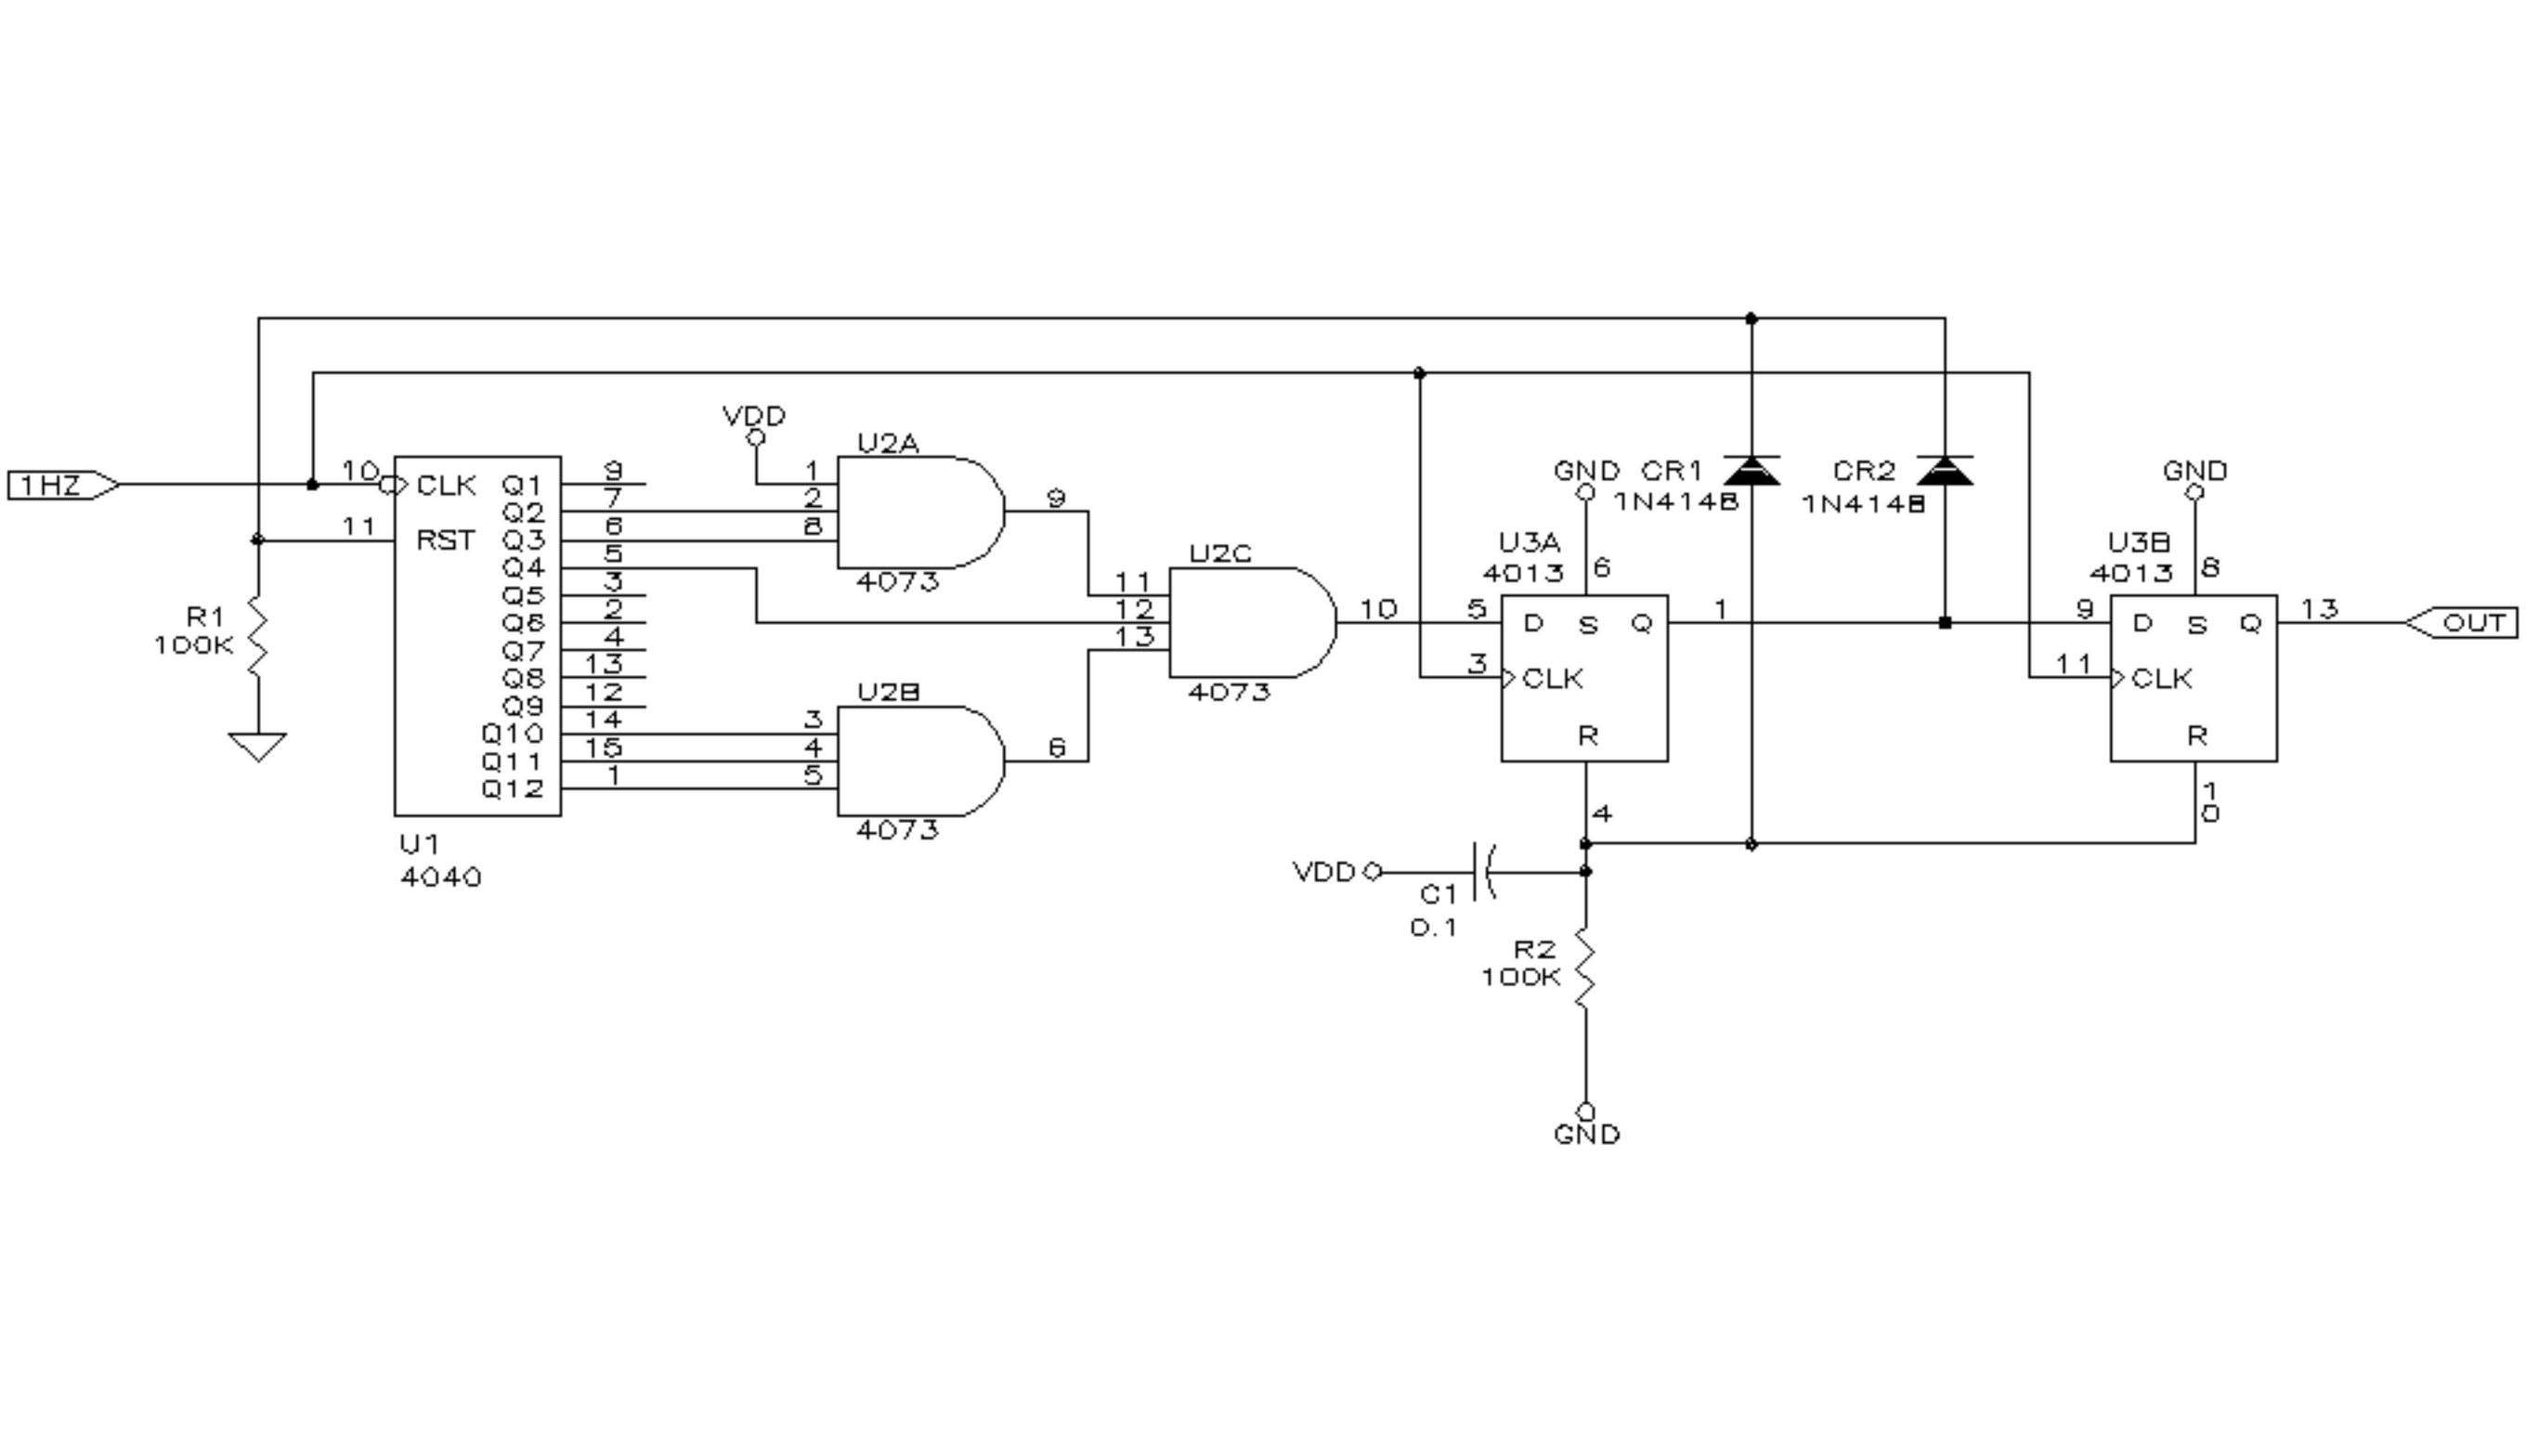 VDD
U2A
1HZ
10
CLK
Q1
9
1
Q2
7
2
9
GND
CR1
CR2
GND
1N4148
1N4148
11
RST
Q3
6
8
Q4
5
4073
U2C
U3A
4013
6
U3B
4013
8
Q5
3
11
R1
100K
Q6
2
12
10
5
D
S
Q
1
9
D
S
Q
13
OUT
Q7
4
13
Q8
13
3
CLK
11
CLK
Q9
12
U2B
4073
Q10
14
3
R
R
Q11
15
4
6
Q12
1
5
4
1
0
4073
U1
4040
VDD
C1
0.1
R2
100K
GND